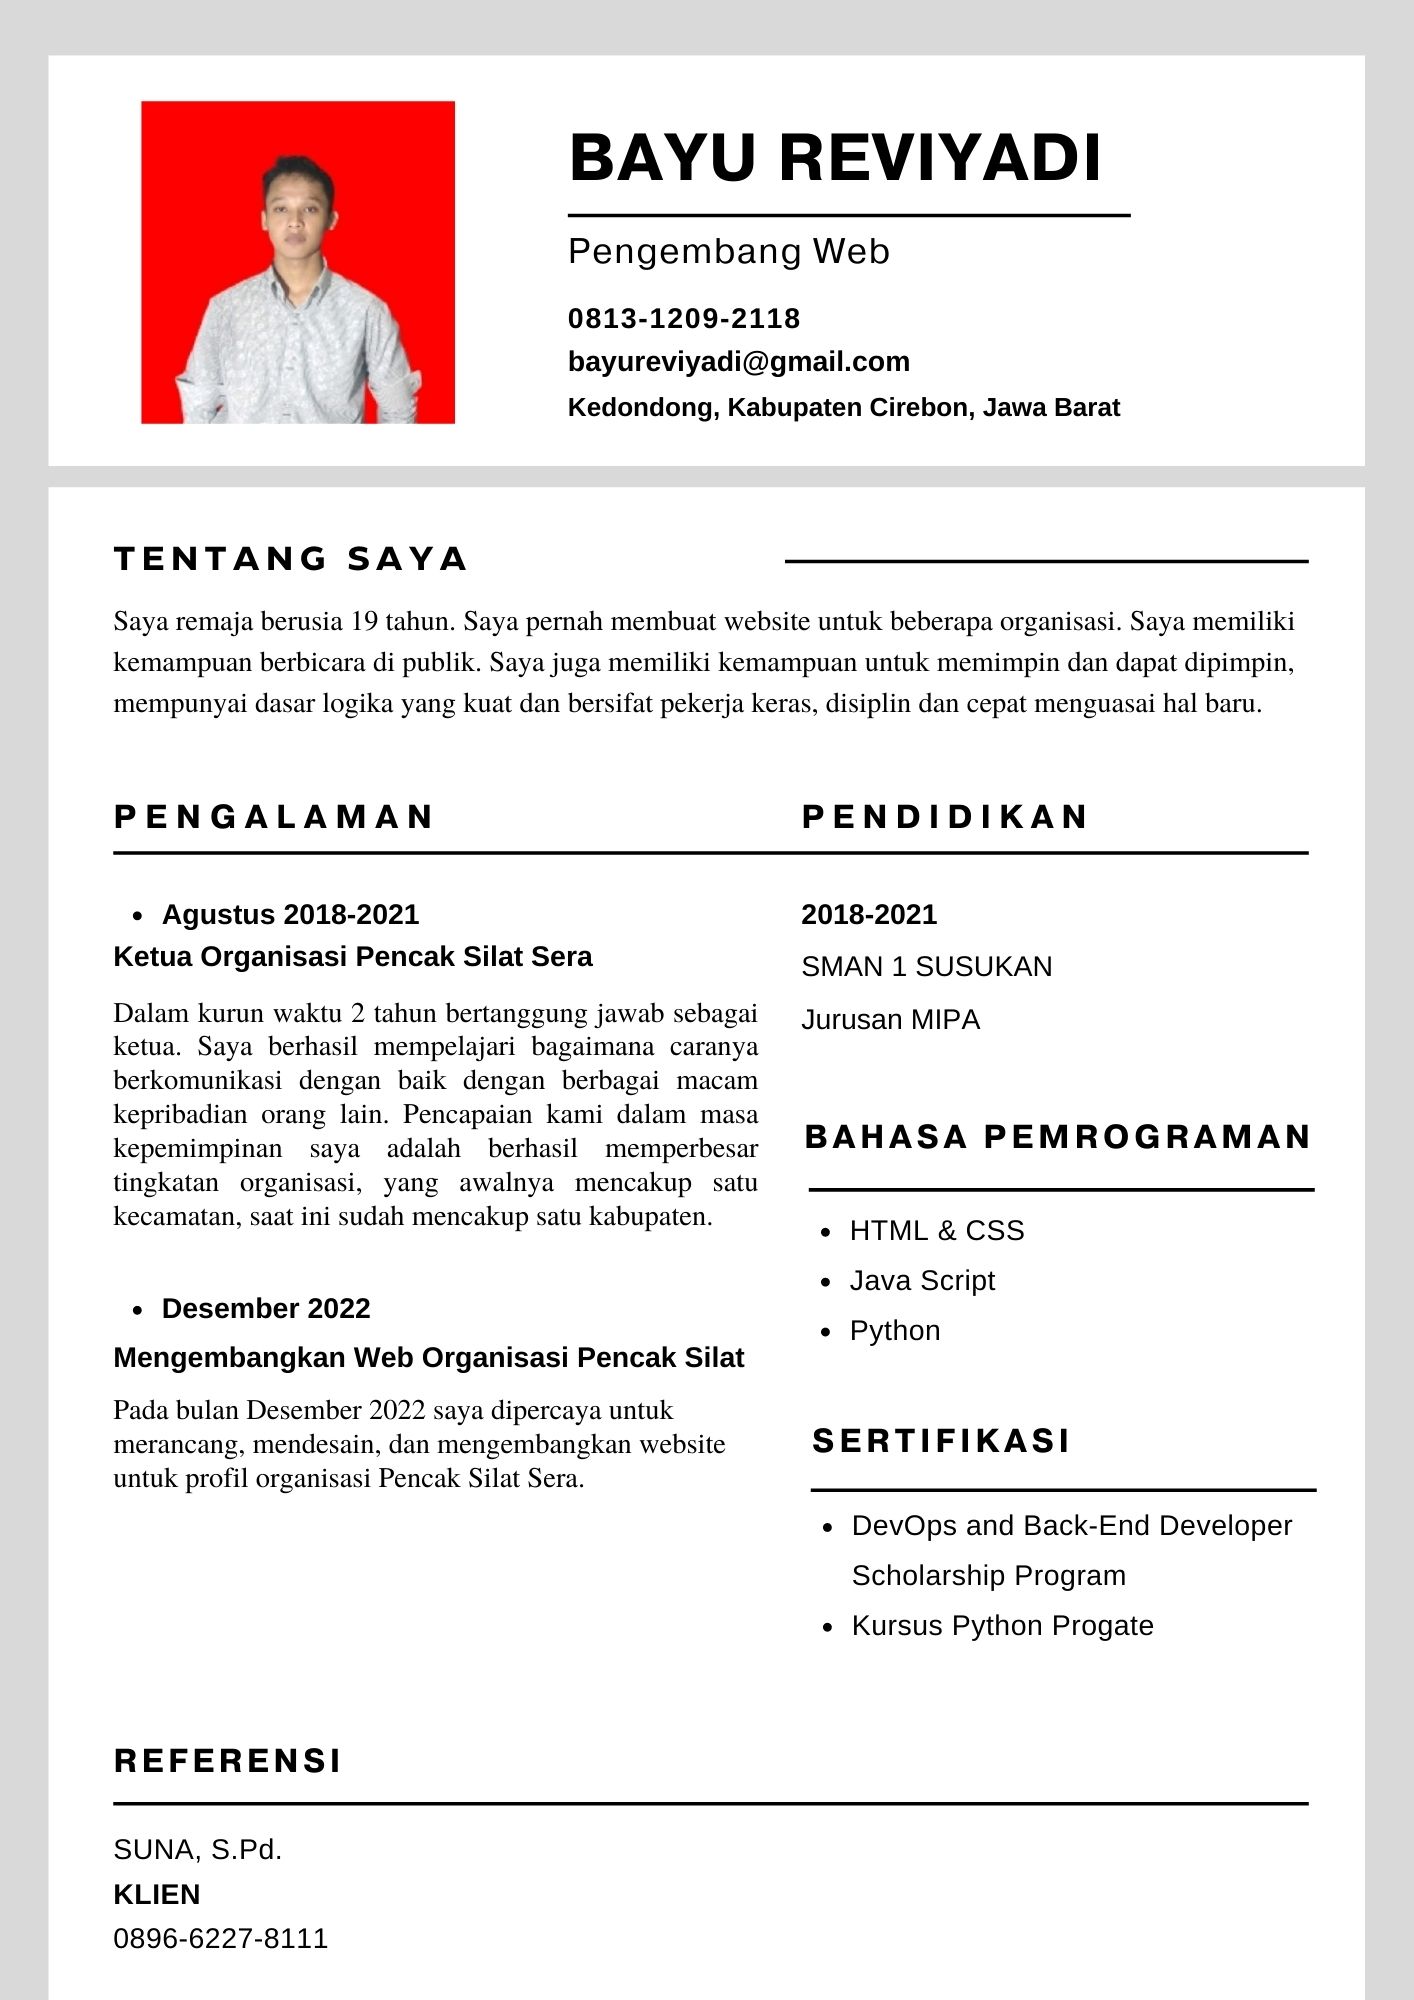 BAYU REVIYADI
Pengembang Web
0813-1209-2118
bayureviyadi@gmail.com
Kedondong, Kabupaten Cirebon, Jawa Barat
TENTANG SAYA
Saya remaja berusia 19 tahun. Saya pernah membuat website untuk beberapa organisasi. Saya memiliki
kemampuan berbicara di publik. Saya juga memiliki kemampuan untuk memimpin dan dapat dipimpin,
mempunyai dasar logika yang kuat dan bersifat pekerja keras, disiplin dan cepat menguasai hal baru.
PENGALAMAN
• Agustus 2018-2021
Ketua Organisasi Pencak Silat Sera
Dalam kurun waktu 2 tahun bertanggung jawab sebagai
ketua. Saya berhasil mempelajari bagaimana caranya
berkomunikasi dengan baik dengan berbagai macam
kepribadian orang lain. Pencapaian kami dalam masa
kepemimpinan saya adalah berhasil memperbesar
tingkatan organisasi, yang awalnya mencakup satu
kecamatan, saat ini sudah mencakup satu kabupaten.
• Desember 2022
Mengembangkan Web Organisasi Pencak Silat
Pada bulan Desember 2022 saya dipercaya untuk
merancang, mendesain, dan mengembangkan website
untuk profil organisasi Pencak Silat Sera.
PENDIDIKAN
2018-2021
SMAN 1 SUSUKAN
Jurusan MIPA
BAHASA PEMROGRAMAN
• HTML & CSS
• Java Script
• Python
SERTIFIKASI
• DevOps and Back-End Developer
Scholarship Program
• Kursus Python Progate
REFERENSI
SUNA, S.Pd.
KLIEN
0896-6227-8111